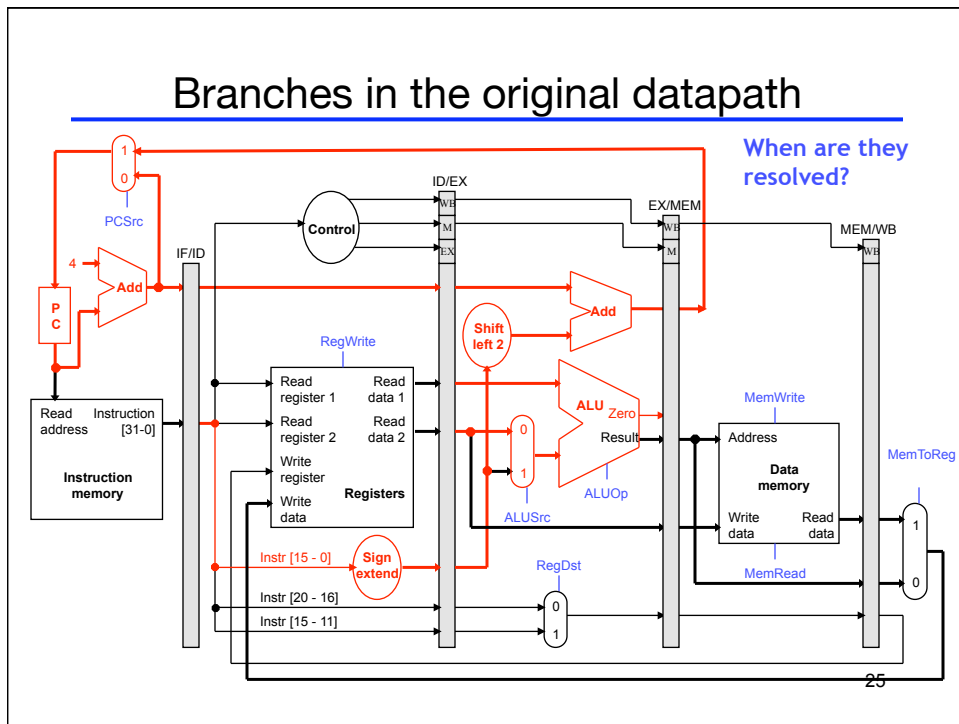 Branches in the original datapath
When are they
resolved?
1
0
PCSrc
4
Add
P
C
IF/ID
Control
ID/EX
WB
M
EX
EX/MEM
WB
M
MEM/WB
WB
Shift
left 2
Add
RegWrite
Read
register 1
Read
data 1
Read
register 2
Read
data 2
Write
register
Write
data
Registers
Read
address
Instruction
[31-0]
Instruction
memory
0
1
ALUSrc
ALU
Zero
Result
ALUOp
MemWrite
Address
Data
memory
Write
data
Read
data
MemRead
MemToReg
1
0
Instr [15 - 0]
Sign
extend
RegDst
Instr [20 - 16]
0
Instr [15 - 11]
1
25